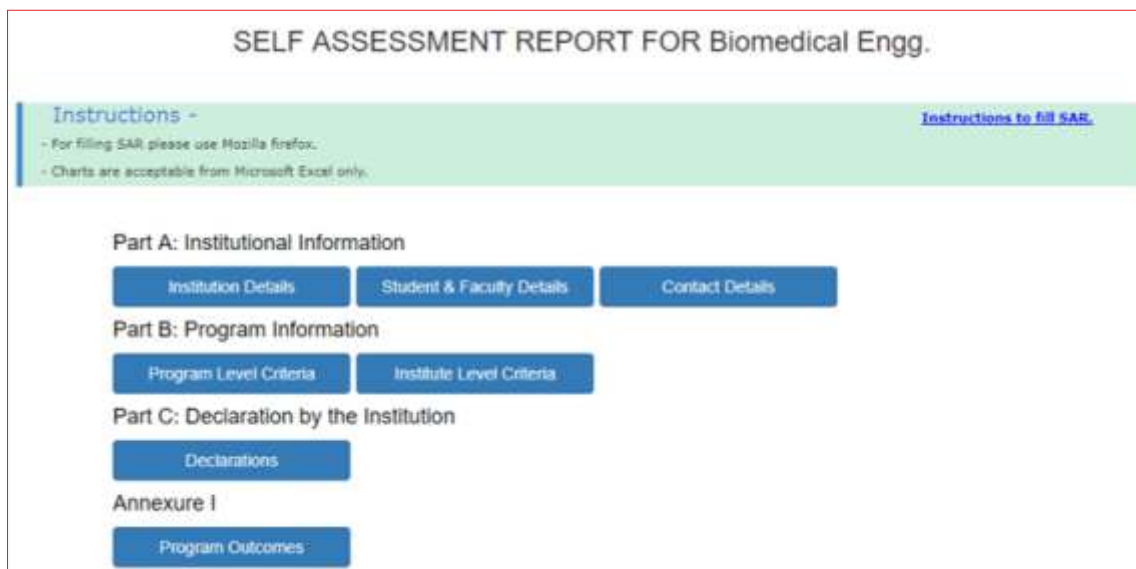 SELF ASSESSMENT REPORT FOR Biomedical Engg.
Instructions -
Instructions to fill SAR.
- For filling SAR please use Mozilla firefox.
- Charts are acceptable from Microsoft Excel only.
Part A: Institutional Information
Institution Details
Student & Faculty Details
Contact Details
Part B: Program Information
Program Level Criteria
Institute Level Criteria
Part C: Declaration by the Institution
Declarations
Annexure I
Program Outcomes